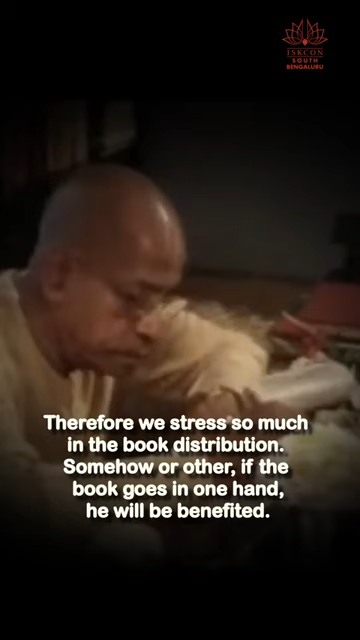 ISKCON
SOUTH
BENGALURU
Therefore we stress so much
in the book distribution.
Somehow or other, if the
book goes in one hand,
he will be benefited.